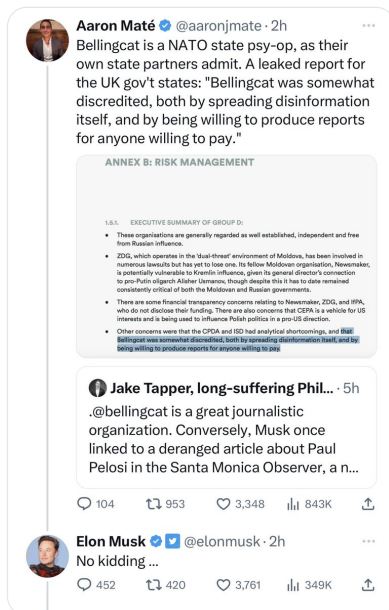 Aaron Maté @aaronjmate · 2h
Bellingcat is a NATO state psy-op, as their
own state partners admit. A leaked report for
the UK gov't states: "Bellingcat was somewhat
discredited, both by spreading disinformation
itself, and by being willing to produce reports
for anyone willing to pay."
ANNEX B: RISK MANAGEMENT
1.5.1. EXECUTIVE SUMMARY OF GROUP D:
• These organisations are generally regarded as well established, independent and free
from Russian influence.
• ZDG, which operates in the 'dual-threat' environment of Moldova, has been involved in
numerous lawsuits but has yet to lose one. Its fellow Moldovan organisation, Newsmaker,
is potentially vulnerable to Kremlin influence, given its general director's connection
to pro-Putin oligarch Alisher Usmanov, though despite this it has to date remained
consistently critical of both the Moldovan and Russian governments.
• There are some financial transparency concerns relating to Newsmaker, ZDG, and IfPA,
who do not disclose their funding. There are also concerns that CEPA is a vehicle for US
interests and is being used to influence Polish politics in a pro-US direction.
• Other concerns were that the CPDA and ISD had analytical shortcomings, and that
Bellingcat was somewhat discredited, both by spreading disinformation itself, and by
being willing to produce reports for anyone willing to pay.
Jake Tapper, long-suffering Phil... · 5h
.@bellingcat is a great journalistic
organization. Conversely, Musk once
linked to a deranged article about Paul
Pelosi in the Santa Monica Observer, a n...
104 953 3,348 843K
Elon Musk @elonmusk · 2h
No kidding ...
452 420 3,761 349K